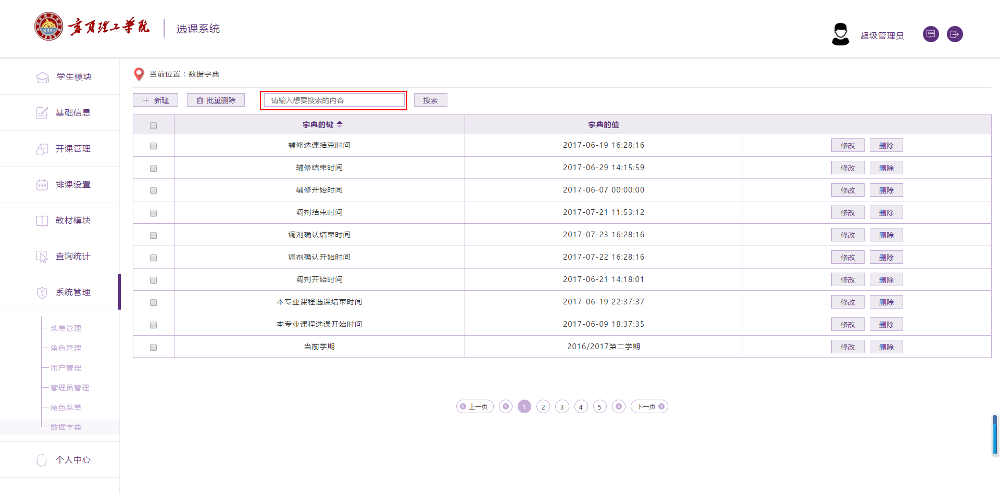 宁夏理工学院
选课系统
超级管理员
学生模块
基础信息
开课管理
排课设置
教材模块
查询统计
系统管理
菜单管理
角色管理
用户管理
管理员管理
角色菜单
数据字典
个人中心
当前位置：数据字典
新建 批量删除 请输入想要搜索的内容 搜索
字典的键 字典的值
辅修选课结束时间 2017-06-19 16:28:16 修改 删除
辅修结束时间 2017-06-29 14:15:59 修改 删除
辅修开始时间 2017-06-07 00:00:00 修改 删除
调剂结束时间 2017-07-21 11:53:12 修改 删除
调剂确认结束时间 2017-07-23 16:28:16 修改 删除
调剂确认开始时间 2017-07-22 16:28:16 修改 删除
调剂开始时间 2017-06-21 14:18:01 修改 删除
本专业课程选课结束时间 2017-06-19 22:37:37 修改 删除
本专业课程选课开始时间 2017-06-09 18:37:35 修改 删除
当前学期 2016/2017第二学期 修改 删除
上一页 1 2 3 4 5 下一页